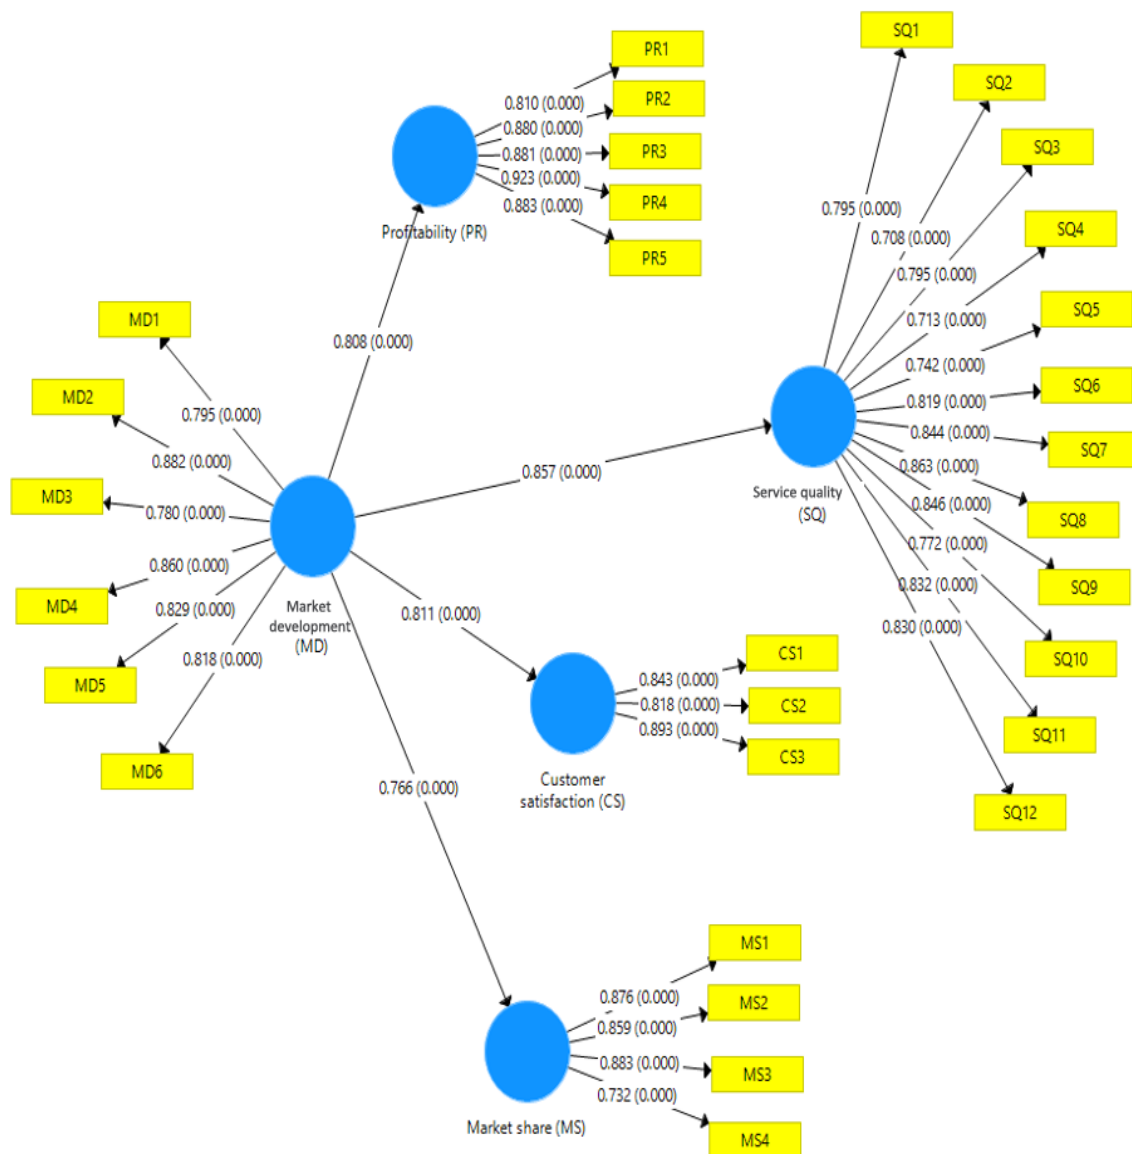 SQ1
PR1
0.810 (0.000)
PR2
0.880 (0.000)
PR3
0.881 (0.000)
0.923 (0.000)
PR4
0.883 (0.000)
PR5
Profitability (PR)
SQ2
SQ3
0.795 (0.000)
SQ4
0.708 (0.000)
0.795 (0.000)
SQ5
0.713 (0.000)
0.742 (0.000)
SQ6
0.819 (0.000)
0.844 (0.000)
SQ7
0.863 (0.000)
0.846 (0.000)
SQ8
0.772 (0.000)
SQ9
0.832 (0.000)
0.830 (0.000)
SQ10
SQ11
SQ12
Service quality
(SQ)
MD1
0.808 (0.000)
MD2
0.795 (0.000)
0.882 (0.000)
MD3
0.780 (0.000)
0.857 (0.000)
0.860 (0.000)
MD4
0.829 (0.000)
0.818 (0.000)
MD5
MD6
Market
development
(MD)
0.811 (0.000)
CS1
0.843 (0.000)
0.818 (0.000)
CS2
0.893 (0.000)
CS3
Customer
satisfaction (CS)
0.766 (0.000)
MS1
0.876 (0.000)
MS2
0.859 (0.000)
0.883 (0.000)
MS3
0.732 (0.000)
MS4
Market share (MS)